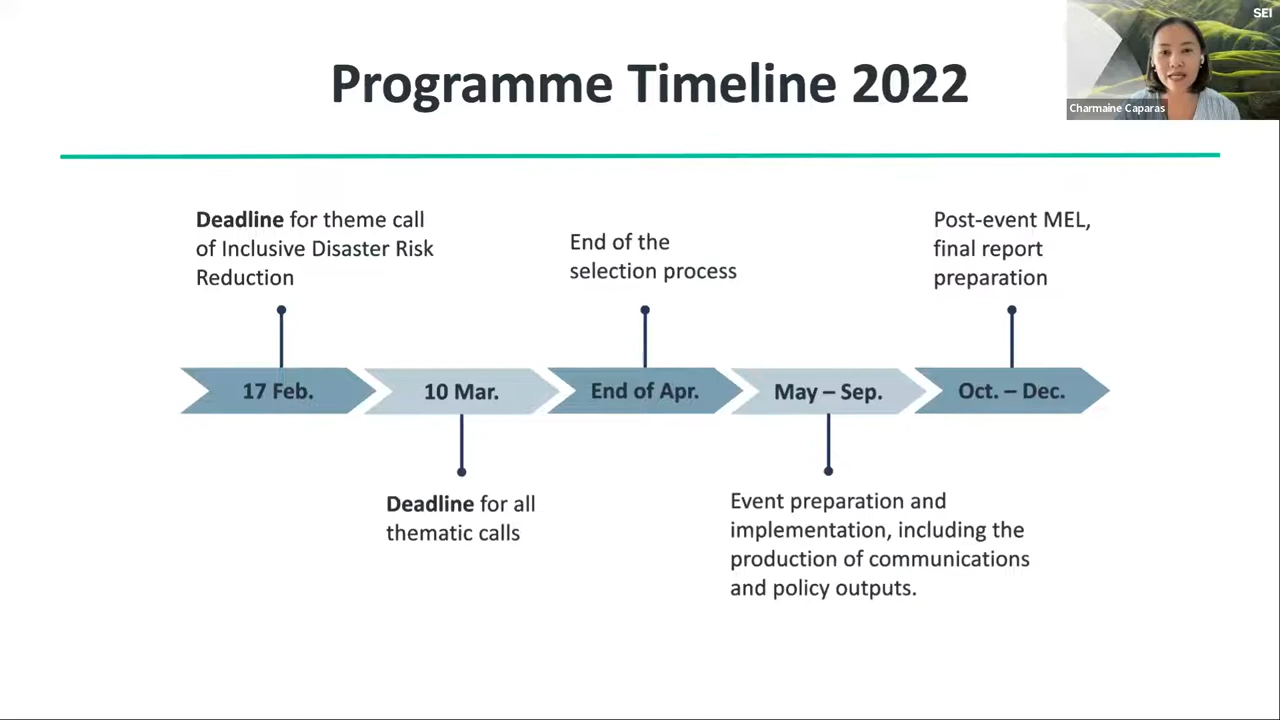 SEI
Charmaine Caparas
Programme Timeline 2022
Deadline for theme call
of Inclusive Disaster Risk
Reduction
End of the
selection process
Post-event MEL,
final report
preparation
17 Feb.
10 Mar.
End of Apr.
May – Sep.
Oct. – Dec.
Deadline for all
thematic calls
Event preparation and
implementation, including the
production of communications
and policy outputs.